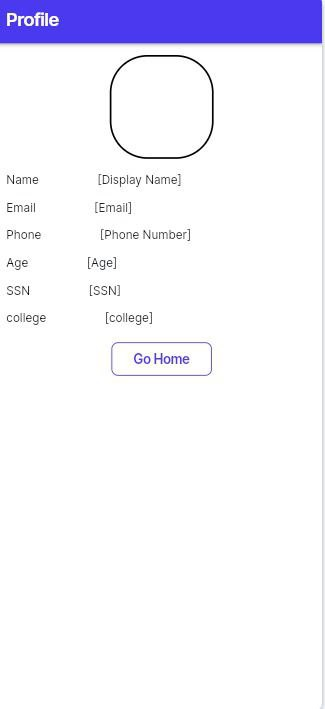 Profile
Name [Display Name]
Email [Email]
Phone [Phone Number]
Age [Age]
SSN [SSN]
college [college]
Go Home